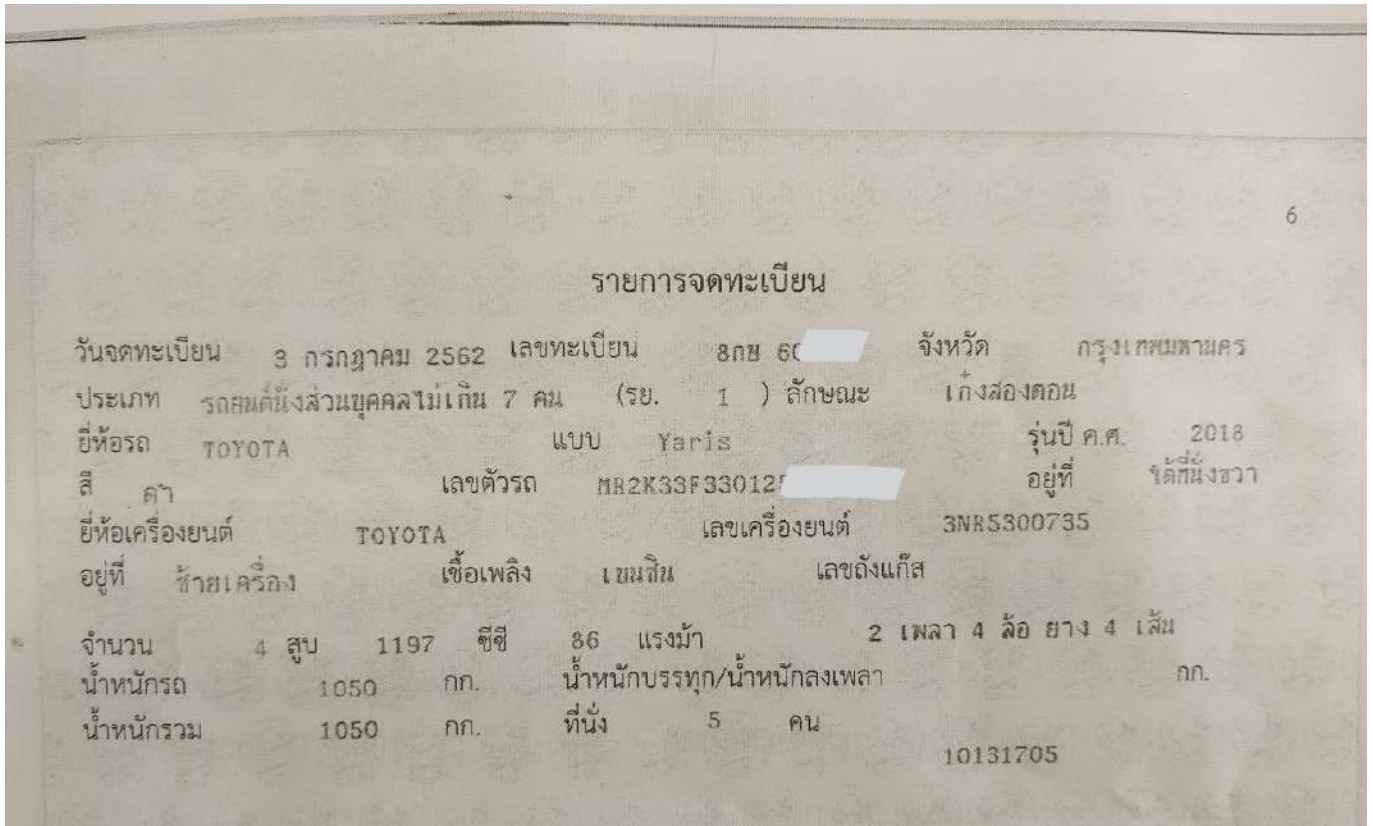 6
รายการจดทะเบียน
วันจดทะเบียน 3 กรกฎาคม 2562 เลขทะเบียน 8กษ 60 จังหวัด กรุงเทพมหานคร
ประเภท รถยนต์นั่งส่วนบุคคลไม่เกิน 7 คน (รย. 1 ) ลักษณะ เก๋งสองตอน
ยี่ห้อรถ TOYOTA แบบ Yaris รุ่นปี ค.ศ. 2018
สี ดำ เลขตัวรถ MR2K33F33012 อยู่ที่ ใต้ที่นั่งขวา
ยี่ห้อเครื่องยนต์ TOYOTA เลขเครื่องยนต์ 3NR5300735
อยู่ที่ ซ้ายเครื่อง เชื้อเพลิง เบนซิน เลขถังแก๊ส
จำนวน 4 สูบ 1197 ซีซี 86 แรงม้า 2 เพลา 4 ล้อ ยาง 4 เส้น
น้ำหนักรถ 1050 กก. น้ำหนักบรรทุก/น้ำหนักลงเพลา กก.
น้ำหนักรวม 1050 กก. ที่นั่ง 5 คน
10131705